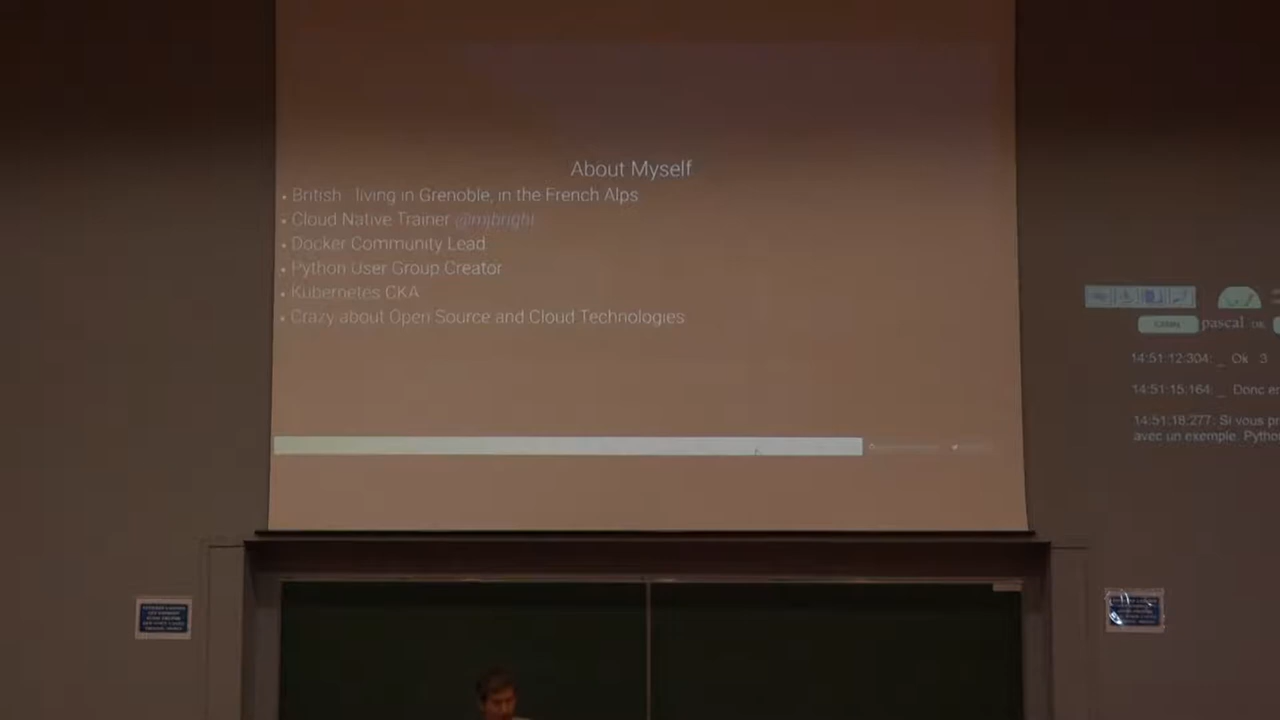 About Myself
• British living in Grenoble, in the French Alps
• Cloud Native Trainer @mjbright
• Docker Community Lead
• Python User Group Creator
• Kubernetes CKA
• Crazy about Open Source and Cloud Technologies
pascal
14:51:12:304: _ Ok 3
14:51:15:164: _ Donc en
14:51:18:277: Si vous pr
avec un exemple. Pytho